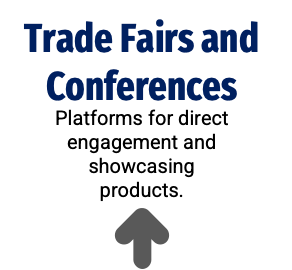 Trade Fairs and
Conferences
Platforms for direct
engagement and
showcasing
products.